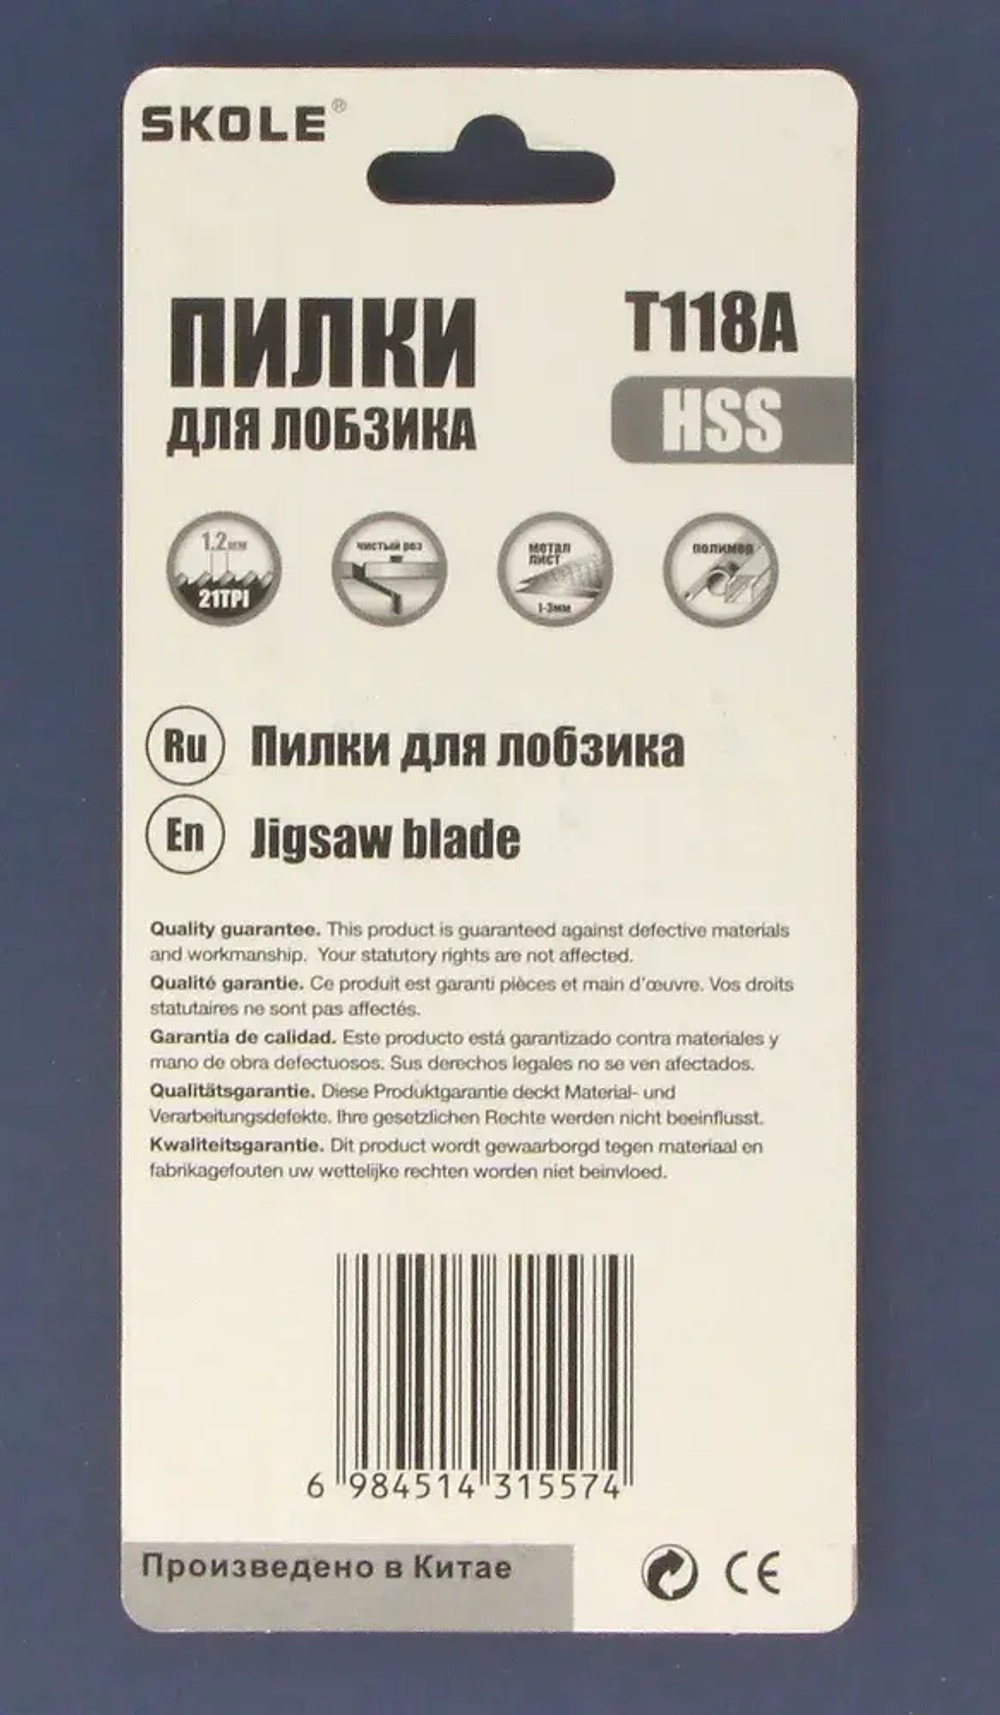 SKOLE®
ПИЛКИ
ДЛЯ ЛОБЗИКА
T118A
HSS
1.2мм
21TPI
чистый рез
метал
лист
1-3мм
полимер
Ru Пилки для лобзика
En Jigsaw blade
Quality guarantee. This product is guaranteed against defective materials
and workmanship. Your statutory rights are not affected.
Qualité garantie. Ce produit est garanti pièces et main d'œuvre. Vos droits
statutaires ne sont pas affectés.
Garantia de calidad. Este producto está garantizado contra materiales y
mano de obra defectuosos. Sus derechos legales no se ven afectados.
Qualitätsgarantie. Diese Produktgarantie deckt Material- und
Verarbeitungsdefekte. Ihre gesetzlichen Rechte werden nicht beeinflusst.
Kwaliteitsgarantie. Dit product wordt gewaarborgd tegen materiaal en
fabrikagefouten uw wettelijke rechten worden niet beinvloed.
6 984514 315574
Произведено в Китае
CE